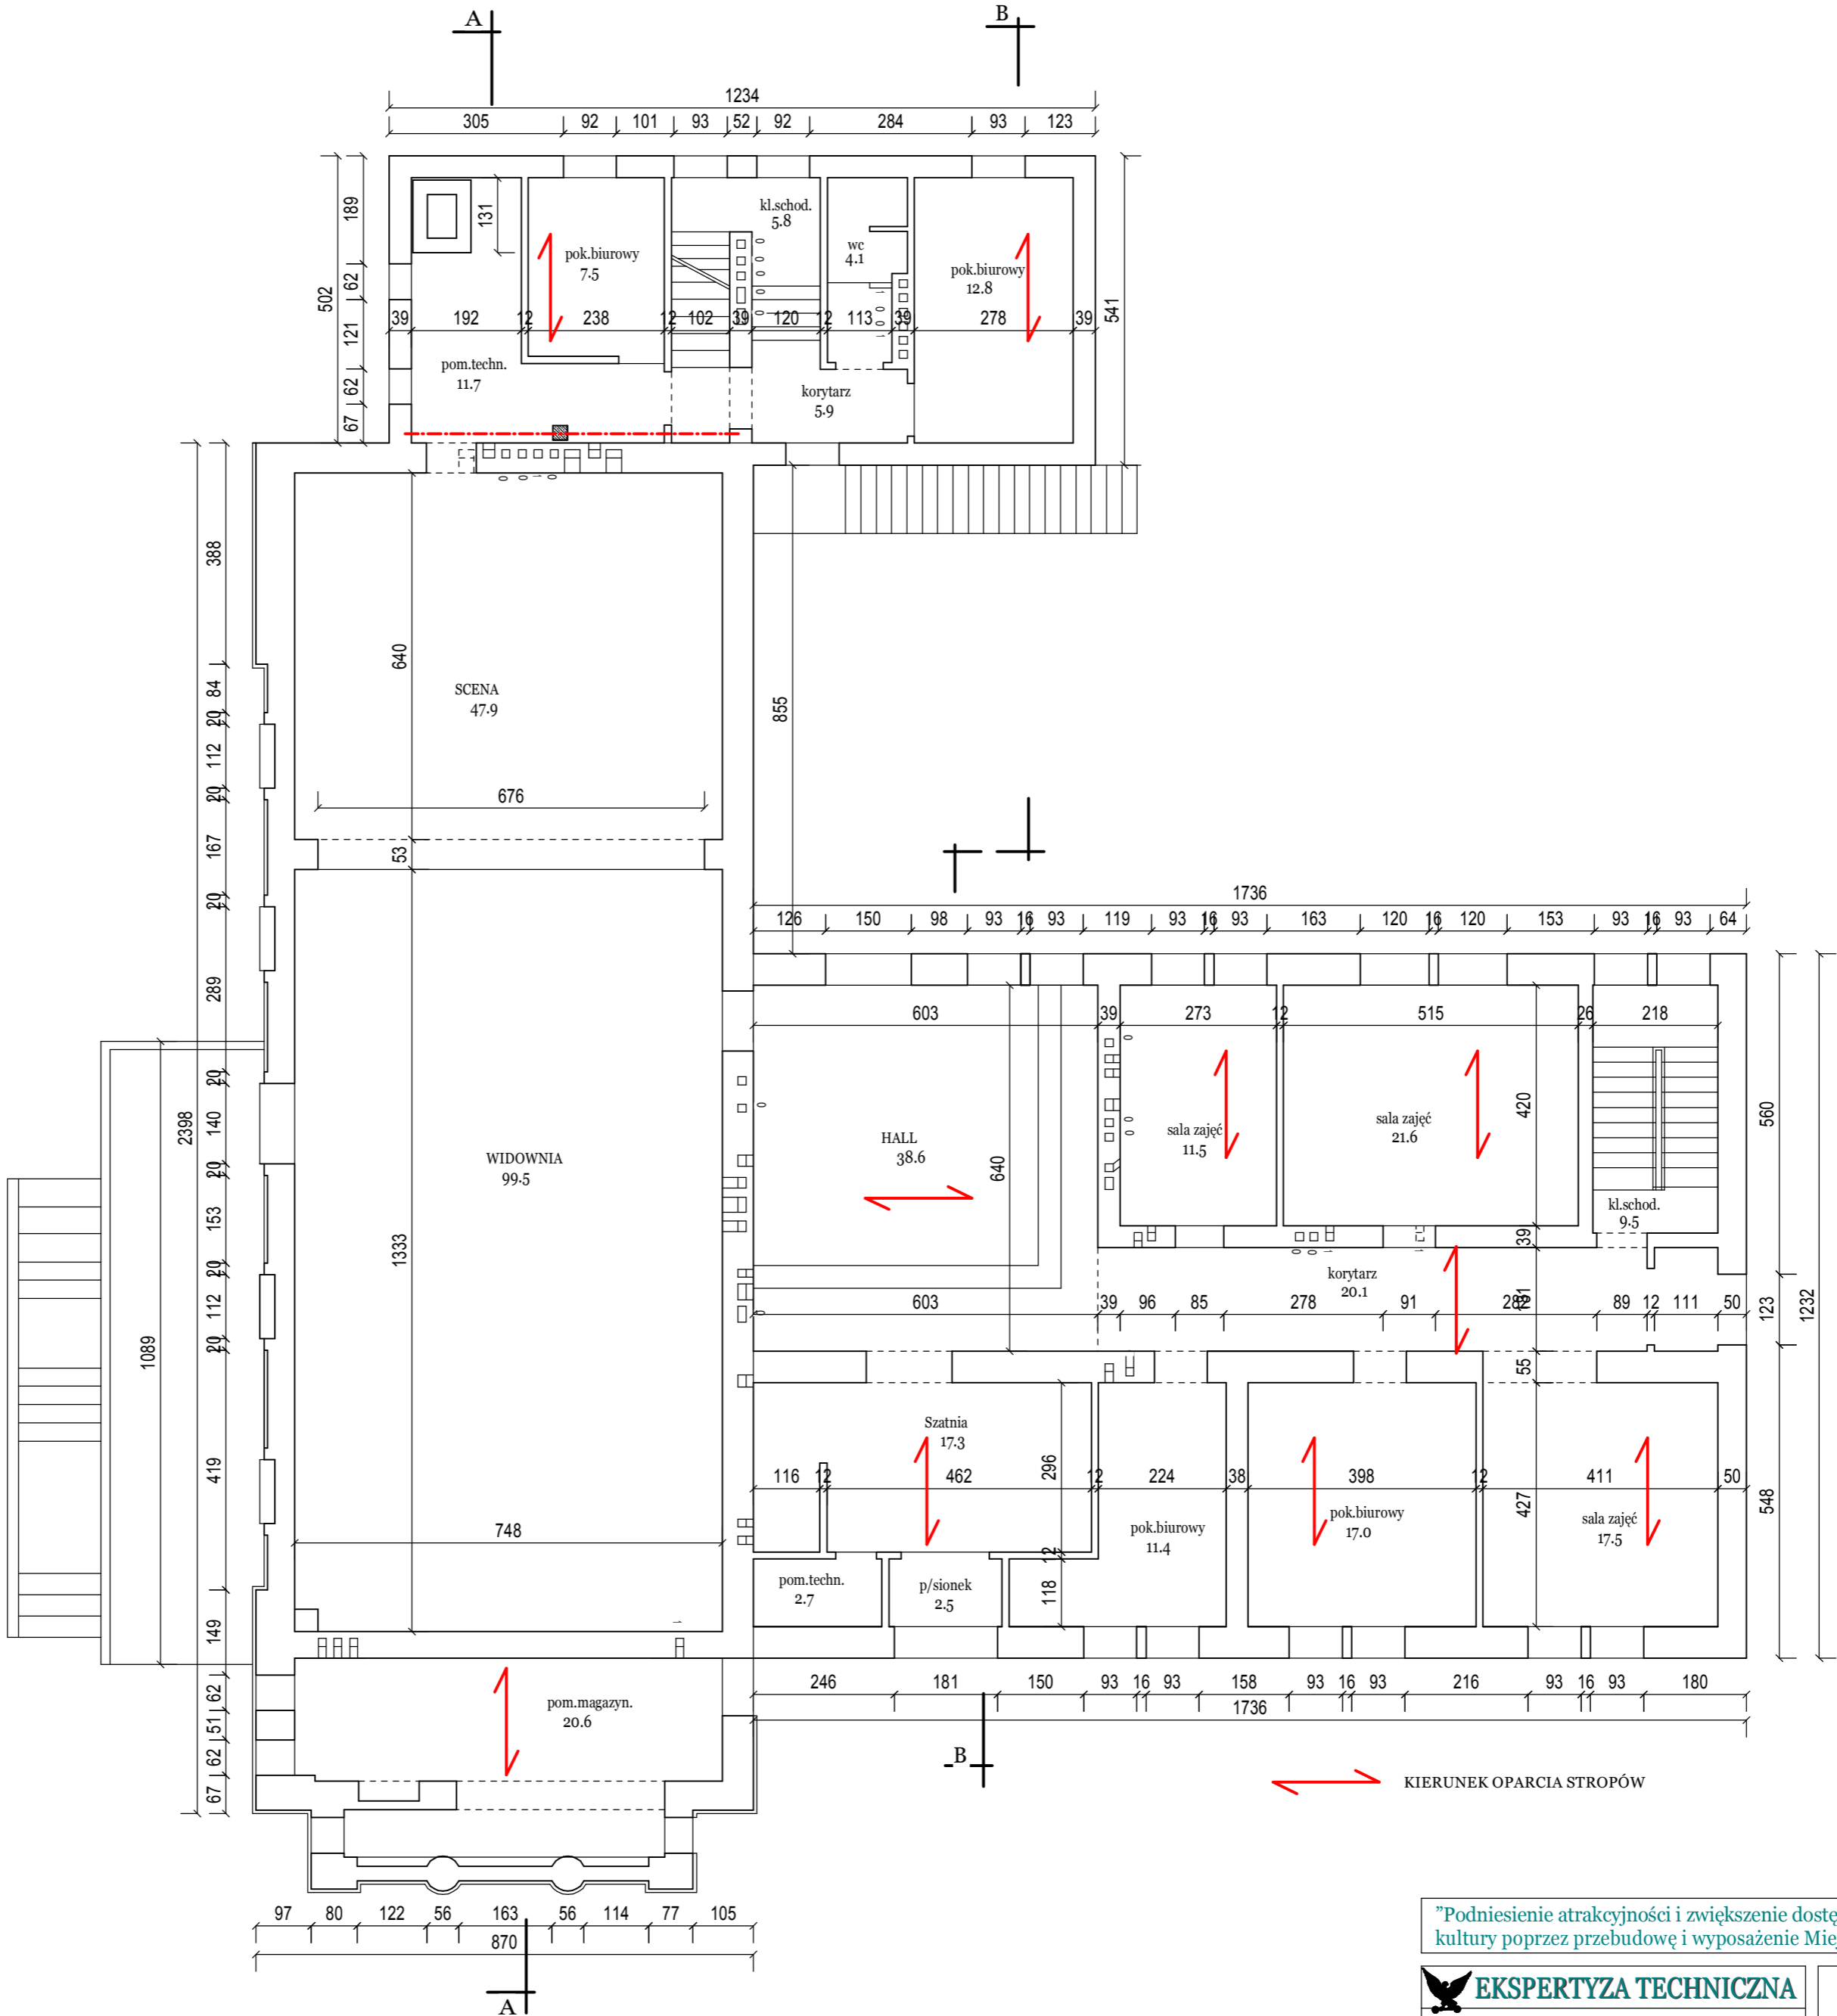 A
B
1234
305 92 101 93 52 92 284 93 123
502
189
62
121
62
67
131
541
kl.schod.
5.8
pok.biurowy
7.5
wc
4.1
pok.biurowy
12.8
39 192 12 238 12 102 39 120 12 113 39 278 39
pom.techn.
11.7
korytarz
5.9
388
84
20
112
20
167
20
289
20
140
20
153
20
112
20
419
149
62
51
62
67
2398
1089
640
SCENA
47.9
855
676
53
1736
126 150 98 93 16 93 119 93 16 93 163 120 16 120 153 93 16 93 64
603 39 273 12 515 26 218
WIDOWNIA
99.5
1333
HALL
38.6
640
sala zajęć
11.5
sala zajęć
21.6
420
560
kl.schod.
9.5
39
korytarz
20.1
181
603 39 96 85 278 91 282 89 12 111 50
123
1232
55
Szatnia
17.3
296
116 12 462 12 224 38 398 12 411 50
427
548
pok.biurowy
11.4
pok.biurowy
17.0
sala zajęć
17.5
748
12
118
pom.techn.
2.7
p/sionek
2.5
pom.magazyn.
20.6
246 181 150 93 16 93 158 93 16 93 216 93 16 93 180
1736
B
KIERUNEK OPARCIA STROPÓW
97 80 122 56 163 56 114 77 105
870
A
"Podniesienie atrakcyjności i zwiększenie dostę
kultury poprzez przebudowę i wyposażenie Miej
EKSPERTYZA TECHNICZNA